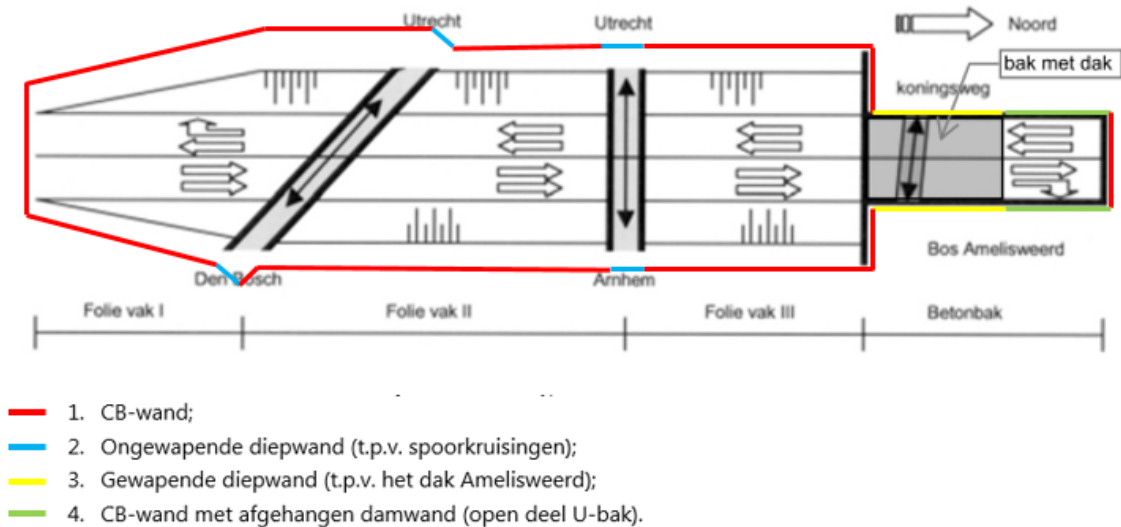 Utrecht
Utrecht
Noord
bak met dak
koningsweg
Bos Amelisweerd
Den Bosch
Arnhem
Folie vak I
Folie vak II
Folie vak III
Betonbak
1. CB-wand;
2. Ongewapende diepwand (t.p.v. spoorkruisingen);
3. Gewapende diepwand (t.p.v. het dak Amelisweerd);
4. CB-wand met afgehangen damwand (open deel U-bak).